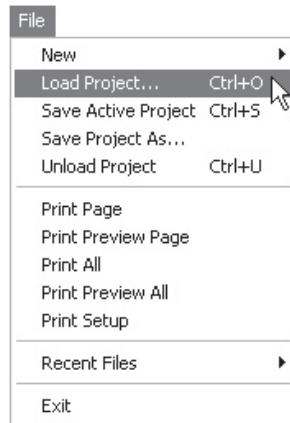 File
New
Load Project... Ctrl+O
Save Active Project Ctrl+S
Save Project As...
Unload Project Ctrl+U
Print Page
Print Preview Page
Print All
Print Preview All
Print Setup
Recent Files
Exit